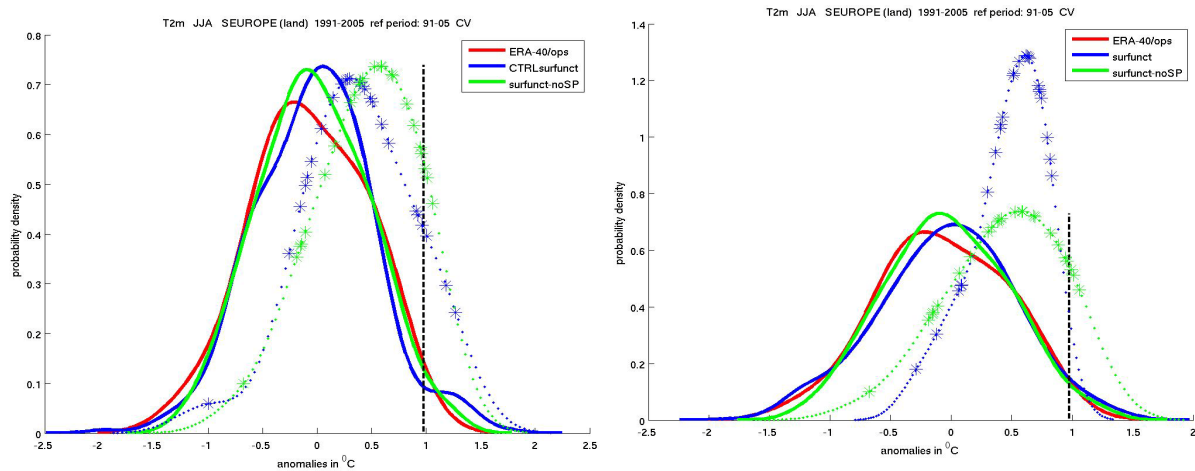 T2m JJA SEUROPE (land) 1991-2005 ref period: 91-05 CV
0.8
0.7
0.6
0.5
0.4
0.3
0.2
0.1
0
probability density
ERA-40/ops
CTRLsurfunct
surfunct-noSP
-2.5 -2 -1.5 -1 -0.5 0 0.5 1 1.5 2 2.5
anomalies in ⁰C
T2m JJA SEUROPE (land) 1991-2005 ref period: 91-05 CV
1.4
1.2
1
0.8
0.6
0.4
0.2
0
probability density
ERA-40/ops
surfunct
surfunct-noSP
-2.5 -2 -1.5 -1 -0.5 0 0.5 1 1.5 2
anomalies in ⁰C